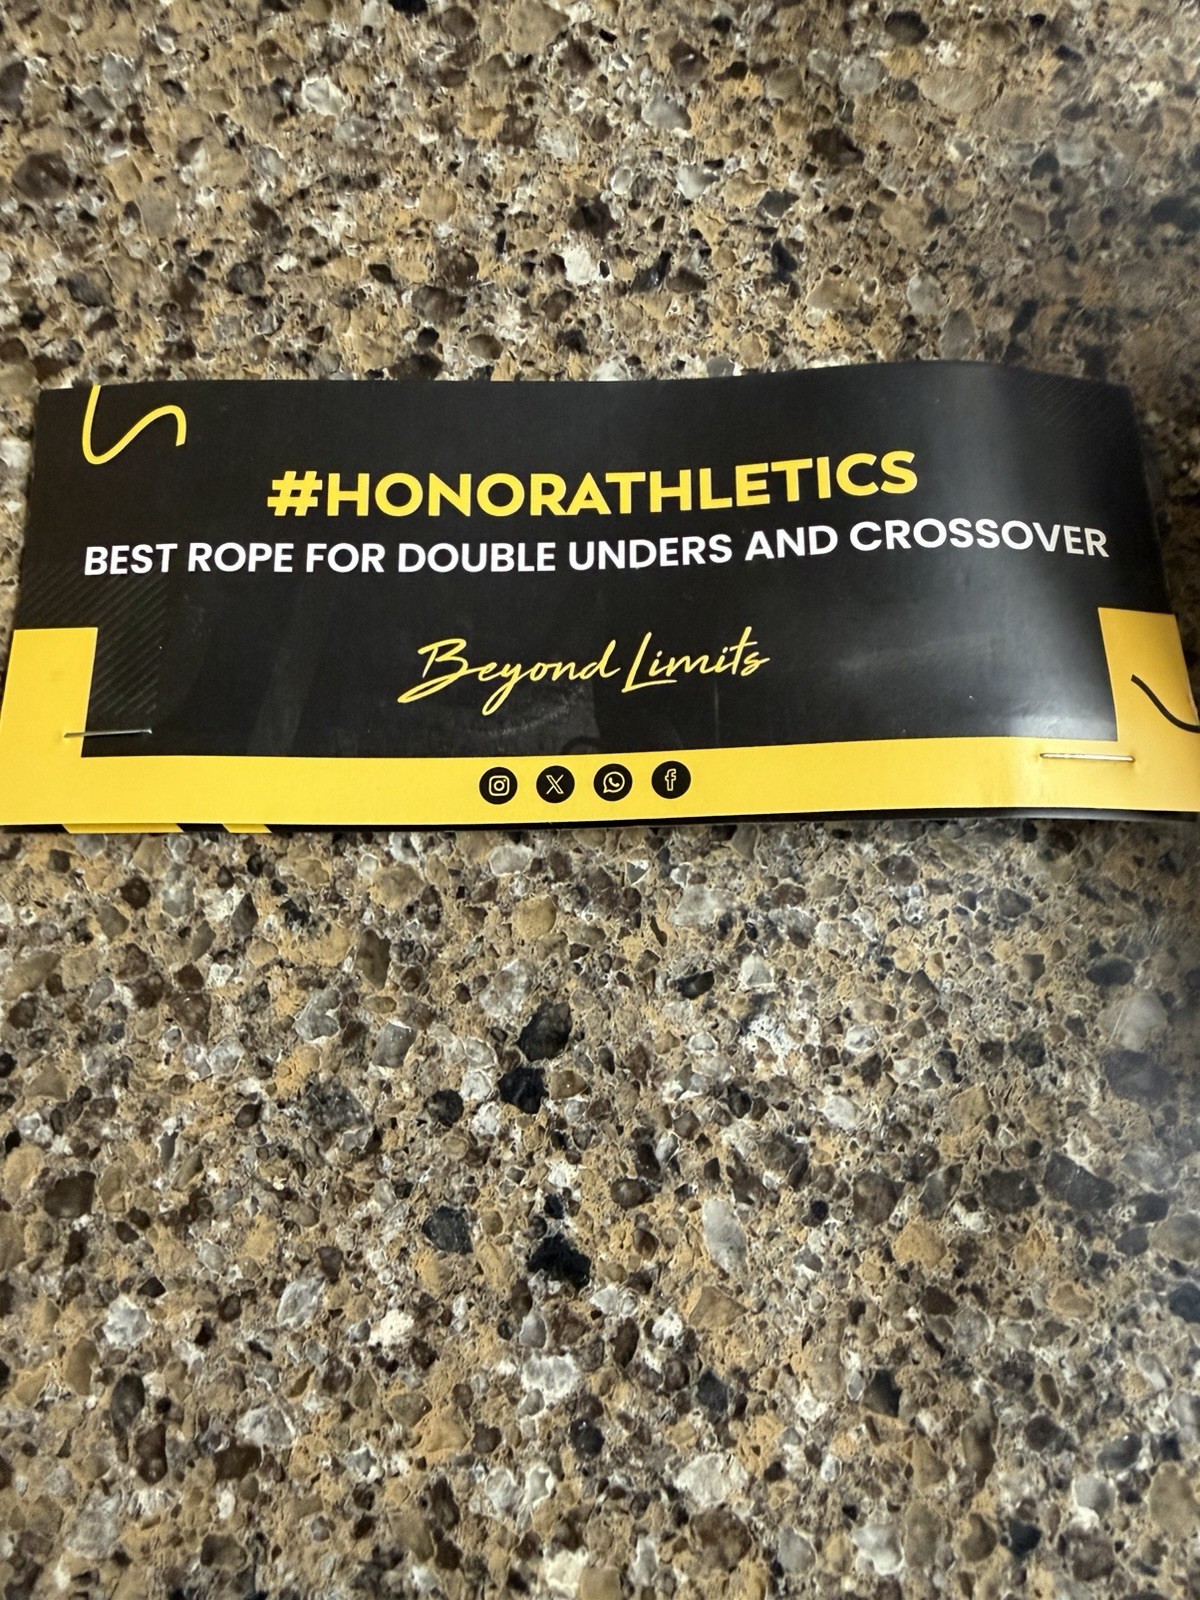 #HONORATHLETICS
BEST ROPE FOR DOUBLE UNDERS AND CROSSOVER
Beyond Limits